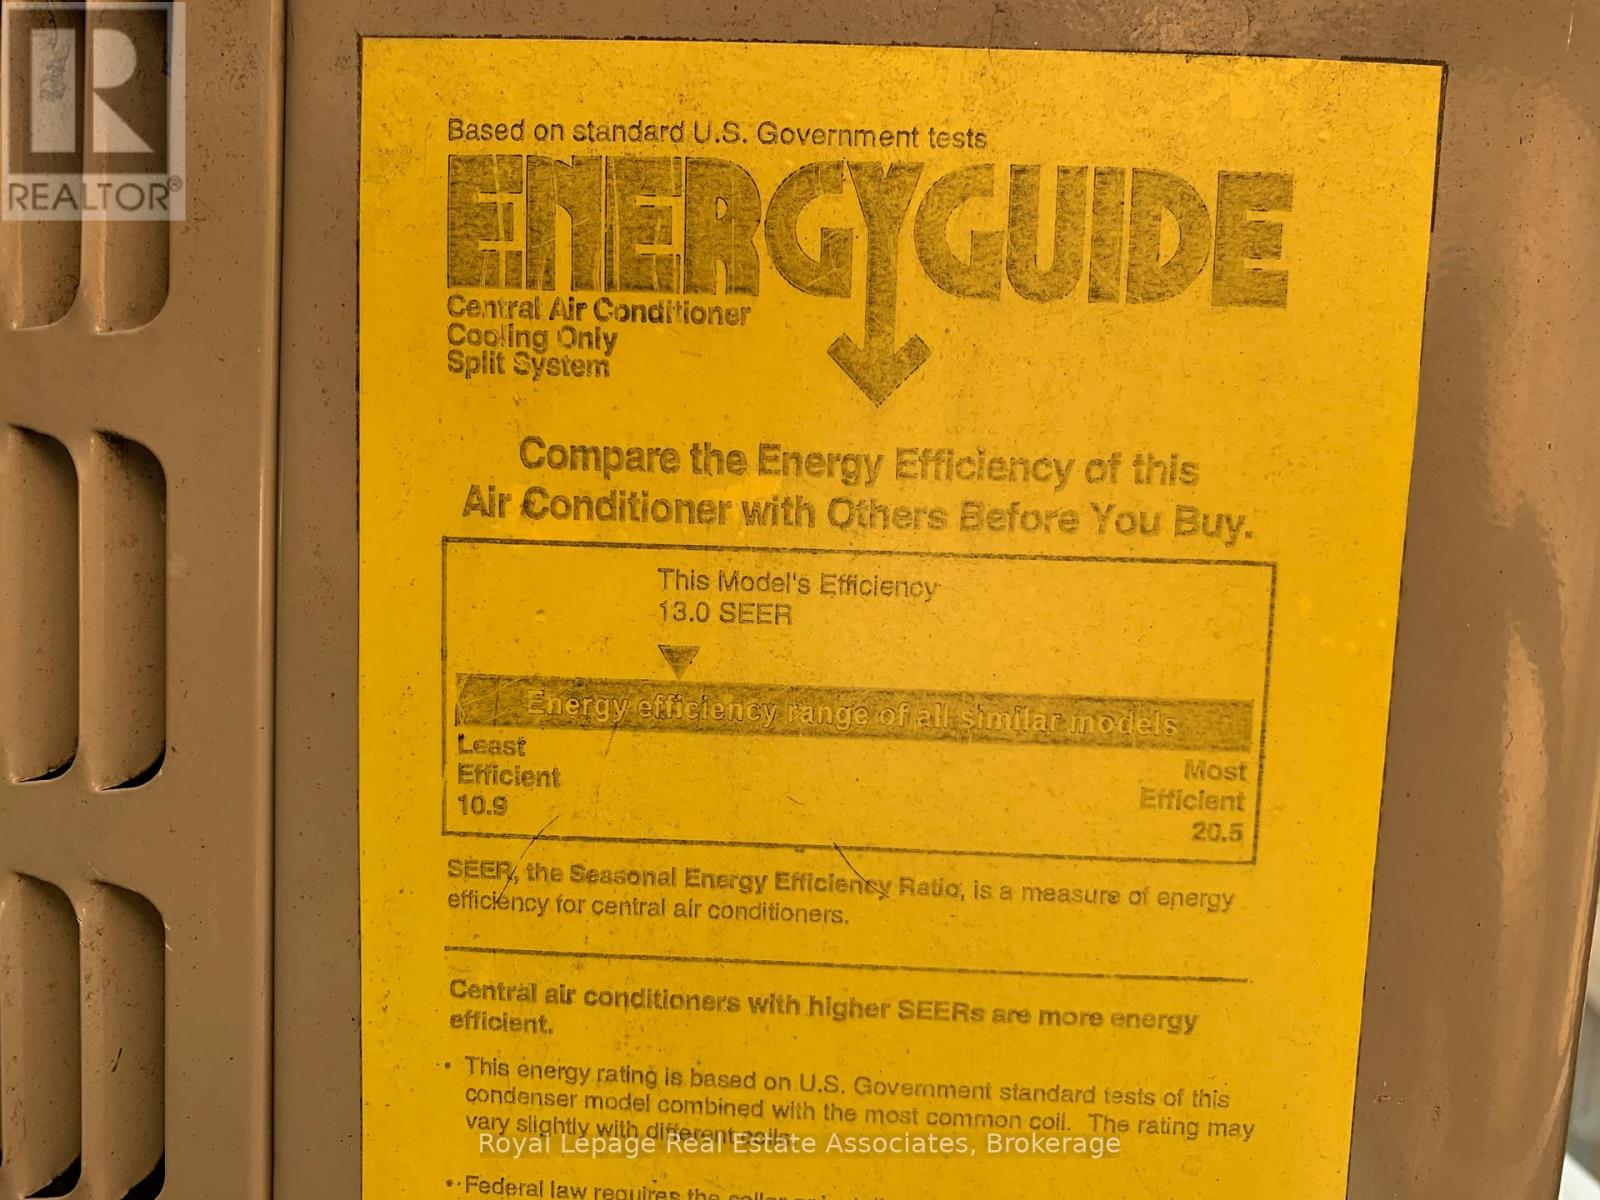 REALTOR®
Based on standard U.S. Government tests
ENERGYGUIDE
Central Air Conditioner
Cooling Only
Split System
Compare the Energy Efficiency of this
Air Conditioner with Others Before You Buy.
This Model's Efficiency
13.0 SEER
Energy efficiency range of all similar models
Least
Efficient
10.9
Most
Efficient
20.5
SEER, the Seasonal Energy Efficiency Ratio, is a measure of energy
efficiency for central air conditioners.
Central air conditioners with higher SEERs are more energy
efficient.
• This energy rating is based on U.S. Government standard tests of this
condenser model combined with the most common coil. The rating may
vary slightly with different coils.
Royal Lepage Real Estate Associates, Brokerage
• Federal law requires the